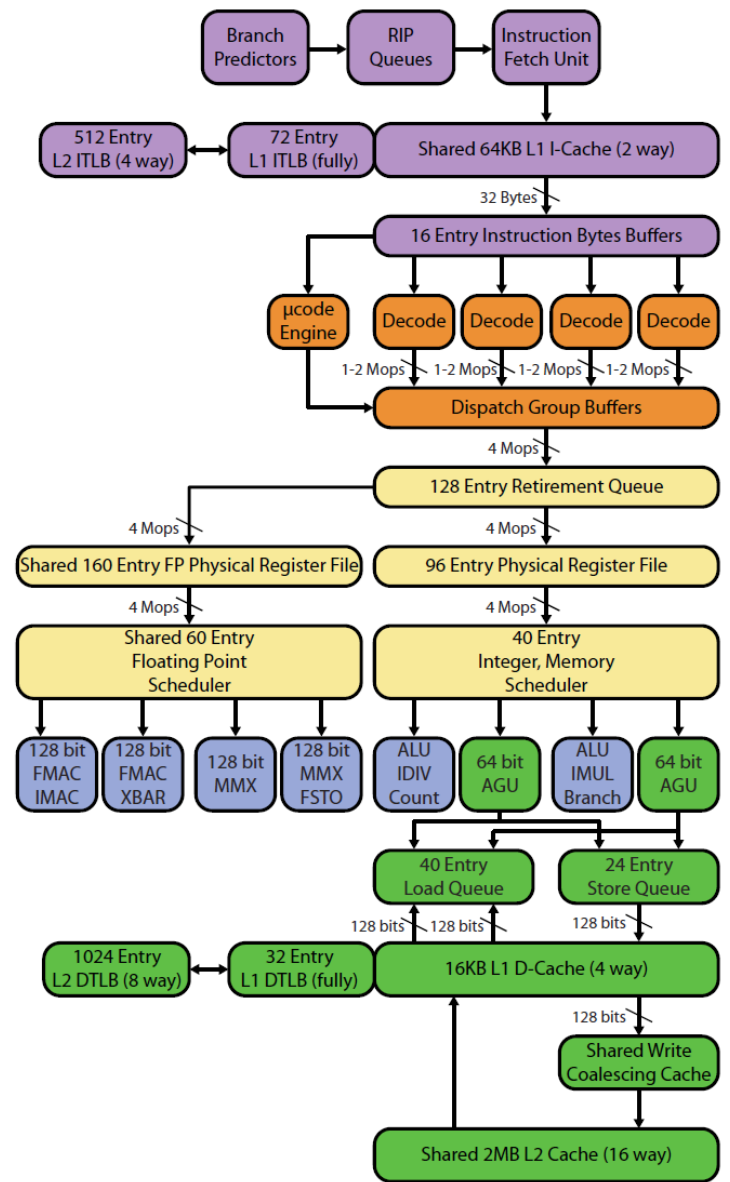 Branch
Predictors
RIP
Queues
Instruction
Fetch Unit
512 Entry
L2 ITLB (4 way)
72 Entry
L1 ITLB (fully)
Shared 64KB L1 I-Cache (2 way)
32 Bytes
16 Entry Instruction Bytes Buffers
μcode
Engine
Decode
Decode
Decode
Decode
1-2 Mops
1-2 Mops
1-2 Mops
1-2 Mops
Dispatch Group Buffers
4 Mops
128 Entry Retirement Queue
4 Mops
4 Mops
Shared 160 Entry FP Physical Register File
96 Entry Physical Register File
4 Mops
4 Mops
Shared 60 Entry
Floating Point
Scheduler
40 Entry
Integer, Memory
Scheduler
128 bit
FMAC
IMAC
128 bit
FMAC
XBAR
128 bit
MMX
128 bit
MMX
FSTO
ALU
IDIV
Count
64 bit
AGU
ALU
IMUL
Branch
64 bit
AGU
40 Entry
Load Queue
24 Entry
Store Queue
128 bits
128 bits
128 bits
1024 Entry
L2 DTLB (8 way)
32 Entry
L1 DTLB (fully)
16KB L1 D-Cache (4 way)
128 bits
Shared Write
Coalescing Cache
Shared 2MB L2 Cache (16 way)